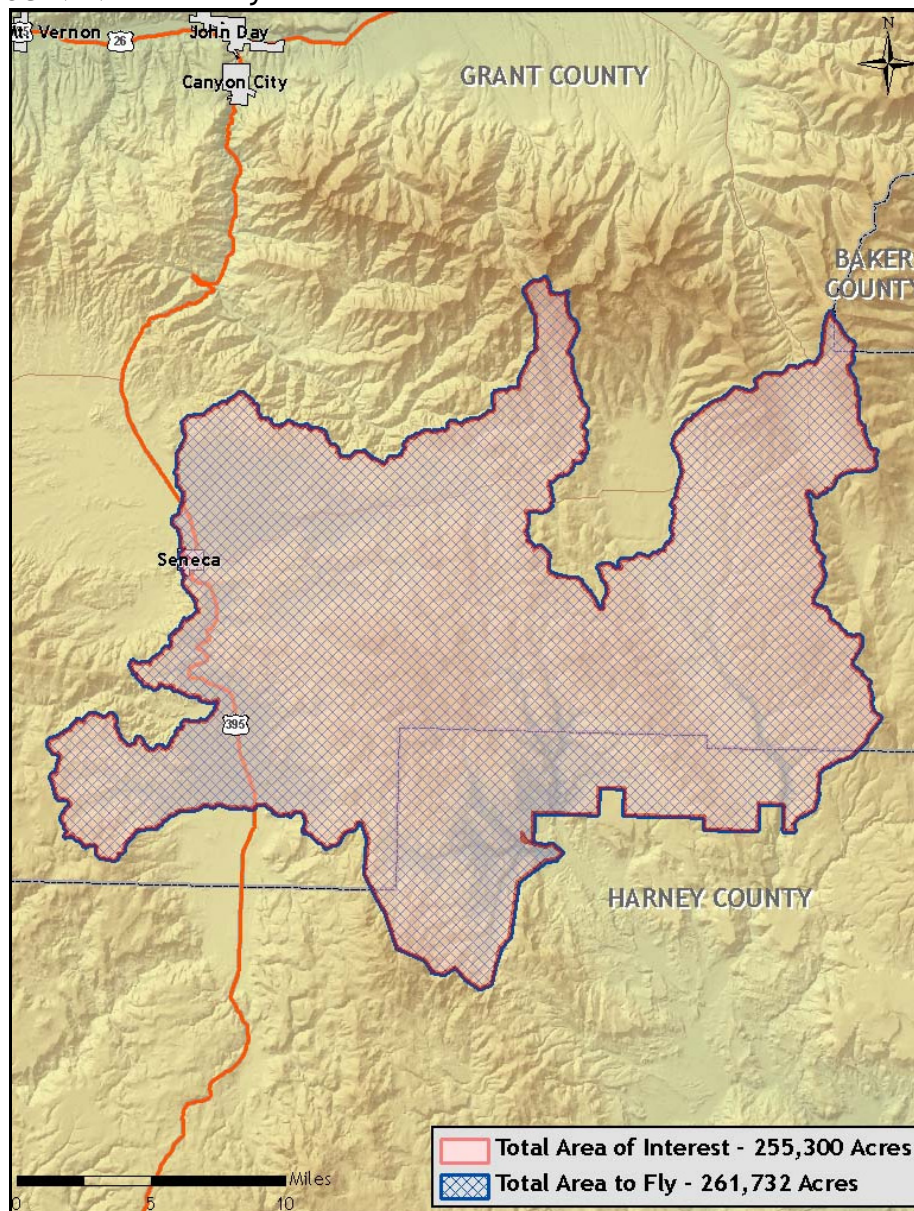 Vernon
26
John Day
Canyon City
N
GRANT COUNTY
BAKER
COUNTY
Seneca
395
HARNEY COUNTY
Total Area of Interest - 255,300 Acres
Total Area to Fly - 261,732 Acres
Miles
0 5 10